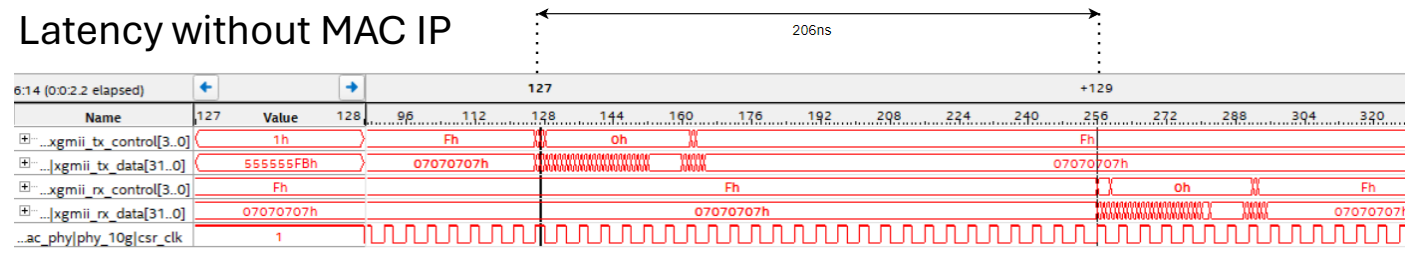 Latency without MAC IP
206ns
6:14 (0:0:2.2 elapsed) 127 +129
Name 127 Value 128 96 112 128 144 160 176 192 208 224 240 256 272 288 304 320
...xgmii_tx_control[3..0] 1h Fh 0h Fh
...|xgmii_tx_data[31..0] 555555FBh 07070707h 07070707h
...xgmii_rx_control[3..0] Fh Fh 0h Fh
...|xgmii_rx_data[31..0] 07070707h 07070707h 07070707h
...ac_phy|phy_10g|csr_clk 1